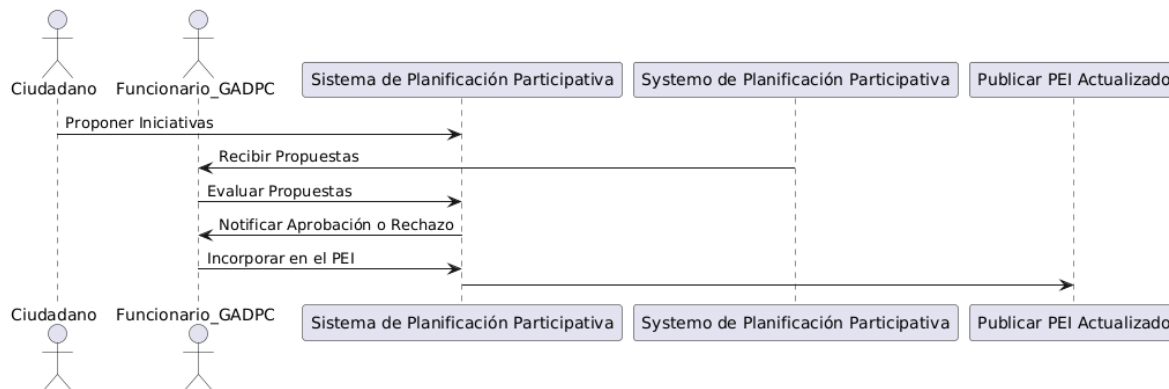 Ciudadano
Funcionario_GADPC
Sistema de Planificación Participativa
Systemo de Planificación Participativa
Publicar PEI Actualizado
Proponer Iniciativas
Recibir Propuestas
Evaluar Propuestas
Notificar Aprobación o Rechazo
Incorporar en el PEI
Ciudadano
Funcionario_GADPC
Sistema de Planificación Participativa
Systemo de Planificación Participativa
Publicar PEI Actualizado